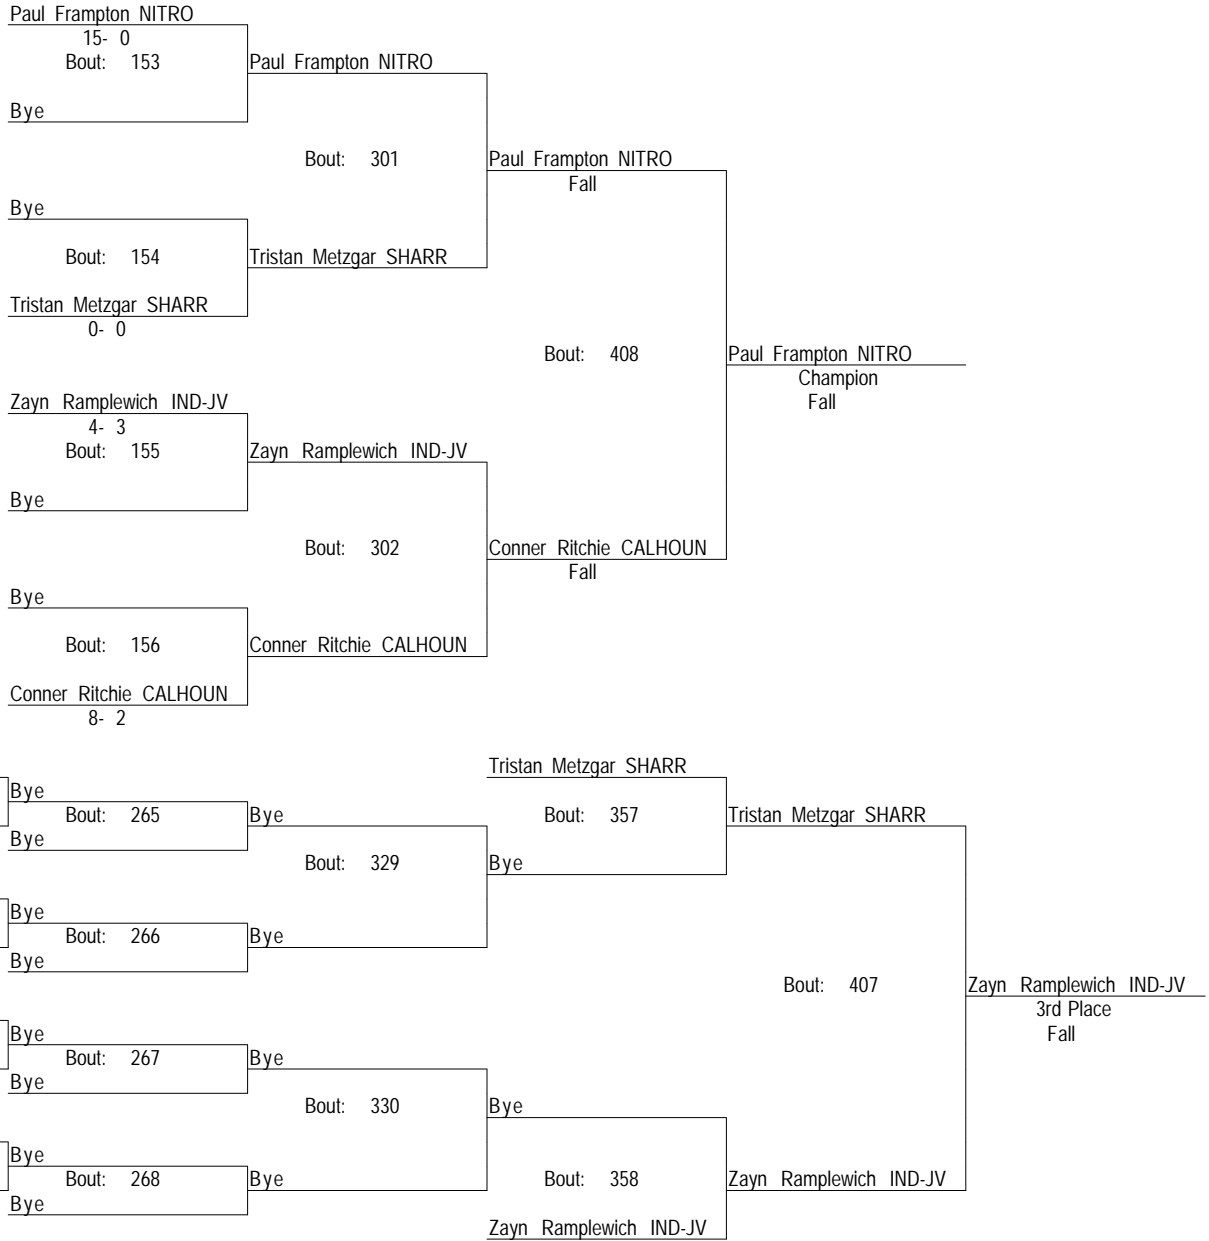 Paul Frampton NITRO
15- 0
Bout: 153
Paul Frampton NITRO
Bye
Bout: 301
Paul Frampton NITRO
Fall
Bye
Bout: 154
Tristan Metzgar SHARR
Tristan Metzgar SHARR
0- 0
Bout: 408
Paul Frampton NITRO
Champion
Fall
Zayn Ramplewich IND-JV
4- 3
Bout: 155
Zayn Ramplewich IND-JV
Bye
Bout: 302
Conner Ritchie CALHOUN
Fall
Bye
Bout: 156
Conner Ritchie CALHOUN
Conner Ritchie CALHOUN
8- 2
Tristan Metzgar SHARR
Bye
Bout: 265
Bye
Bout: 357
Tristan Metzgar SHARR
Bye
Bout: 329
Bye
Bye
Bout: 266
Bye
Bye
Bout: 407
Zayn Ramplewich IND-JV
3rd Place
Fall
Bye
Bout: 267
Bye
Bye
Bout: 330
Bye
Bye
Bout: 268
Bye
Bout: 358
Zayn Ramplewich IND-JV
Bye
Zayn Ramplewich IND-JV